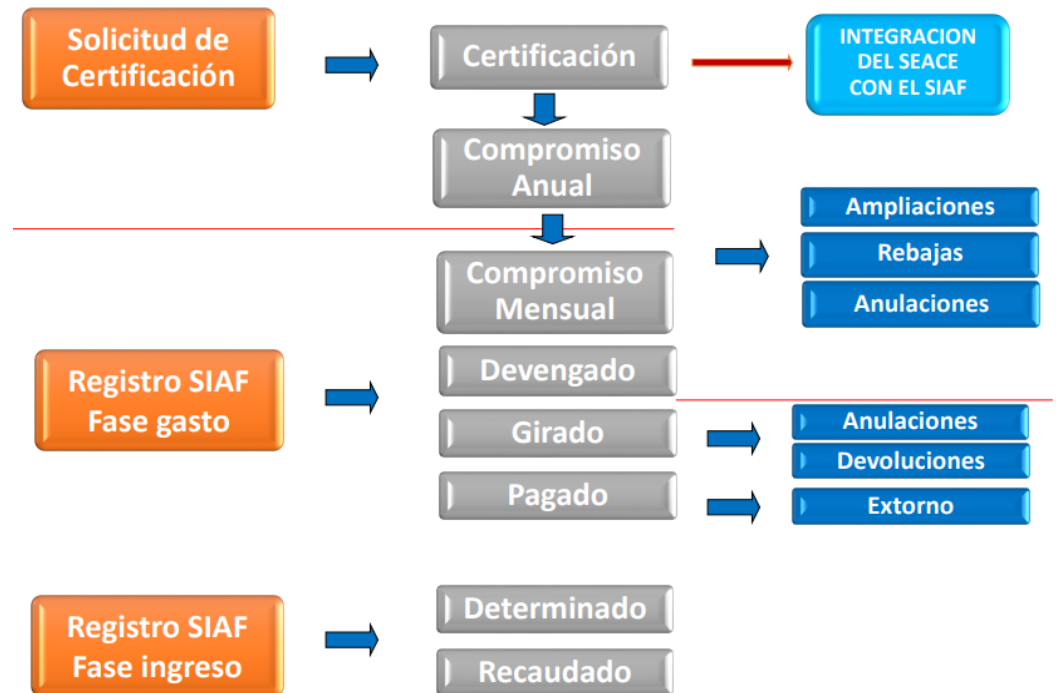 Solicitud de
Certificación
Certificación
INTEGRACION
DEL SEACE
CON EL SIAF
Compromiso
Anual
Ampliaciones
Rebajas
Anulaciones
Compromiso
Mensual
Registro SIAF
Fase gasto
Devengado
Girado
Pagado
Anulaciones
Devoluciones
Extorno
Registro SIAF
Fase ingreso
Determinado
Recaudado